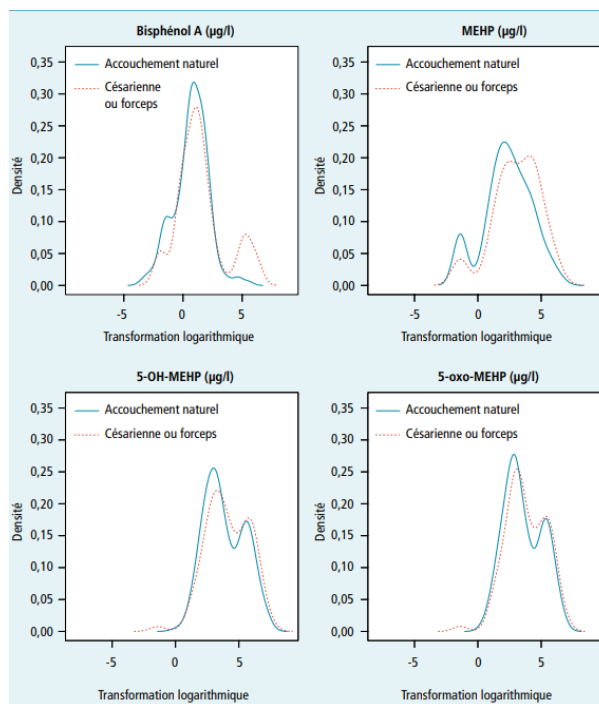 Bisphénol A (µg/l)
0,35
0,30
0,25
0,20
0,15
0,10
0,05
0,00
Densité
Accouchement naturel
Césarienne
ou forceps
-5
0
5
Transformation logarithmique
MEHP (µg/l)
0,35
0,30
0,25
0,20
0,15
0,10
0,05
0,00
Densité
Accouchement naturel
Césarienne ou forceps
-5
0
5
Transformation logarithmique
5-OH-MEHP (µg/l)
0,35
0,30
0,25
0,20
0,15
0,10
0,05
0,00
Densité
Accouchement naturel
Césarienne ou forceps
-5
0
5
Transformation logarithmique
5-oxo-MEHP (µg/l)
0,35
0,30
0,25
0,20
0,15
0,10
0,05
0,00
Densité
Accouchement naturel
Césarienne ou forceps
-5
0
5
Transformation logarithmique